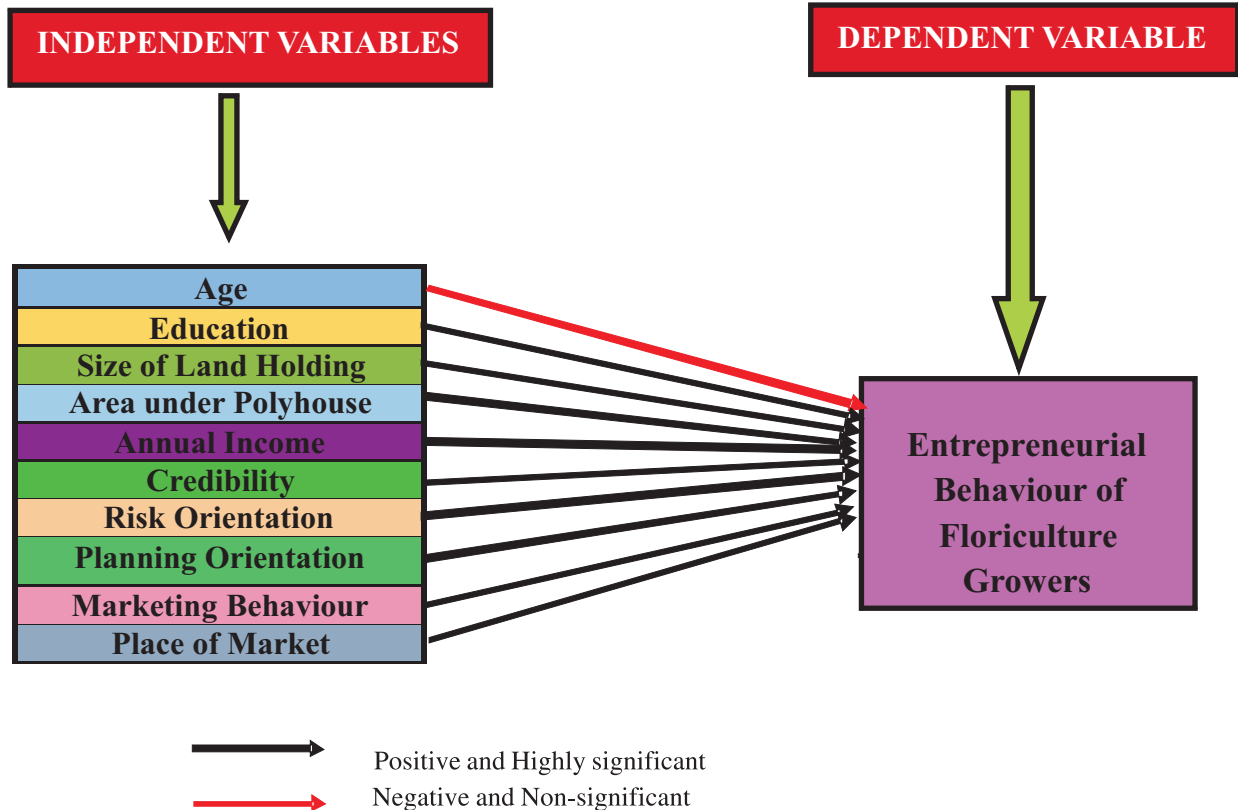 INDEPENDENT VARIABLES
DEPENDENT VARIABLE
Age
Education
Size of Land Holding
Area under Polyhouse
Annual Income
Credibility
Risk Orientation
Planning Orientation
Marketing Behaviour
Place of Market
Entrepreneurial
Behaviour of
Floriculture
Growers
Positive and Highly significant
Negative and Non-significant